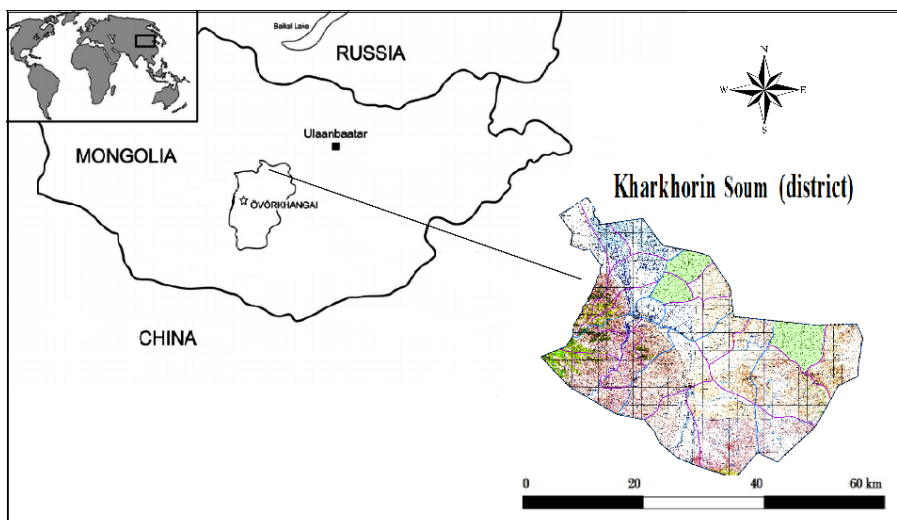 Baikal Lake
RUSSIA
N
W E
S
Ulaanbaatar
MONGOLIA
Kharkhorin Soum (district)
ÖVÖRKHANGAI
CHINA
0 20 40 60 km